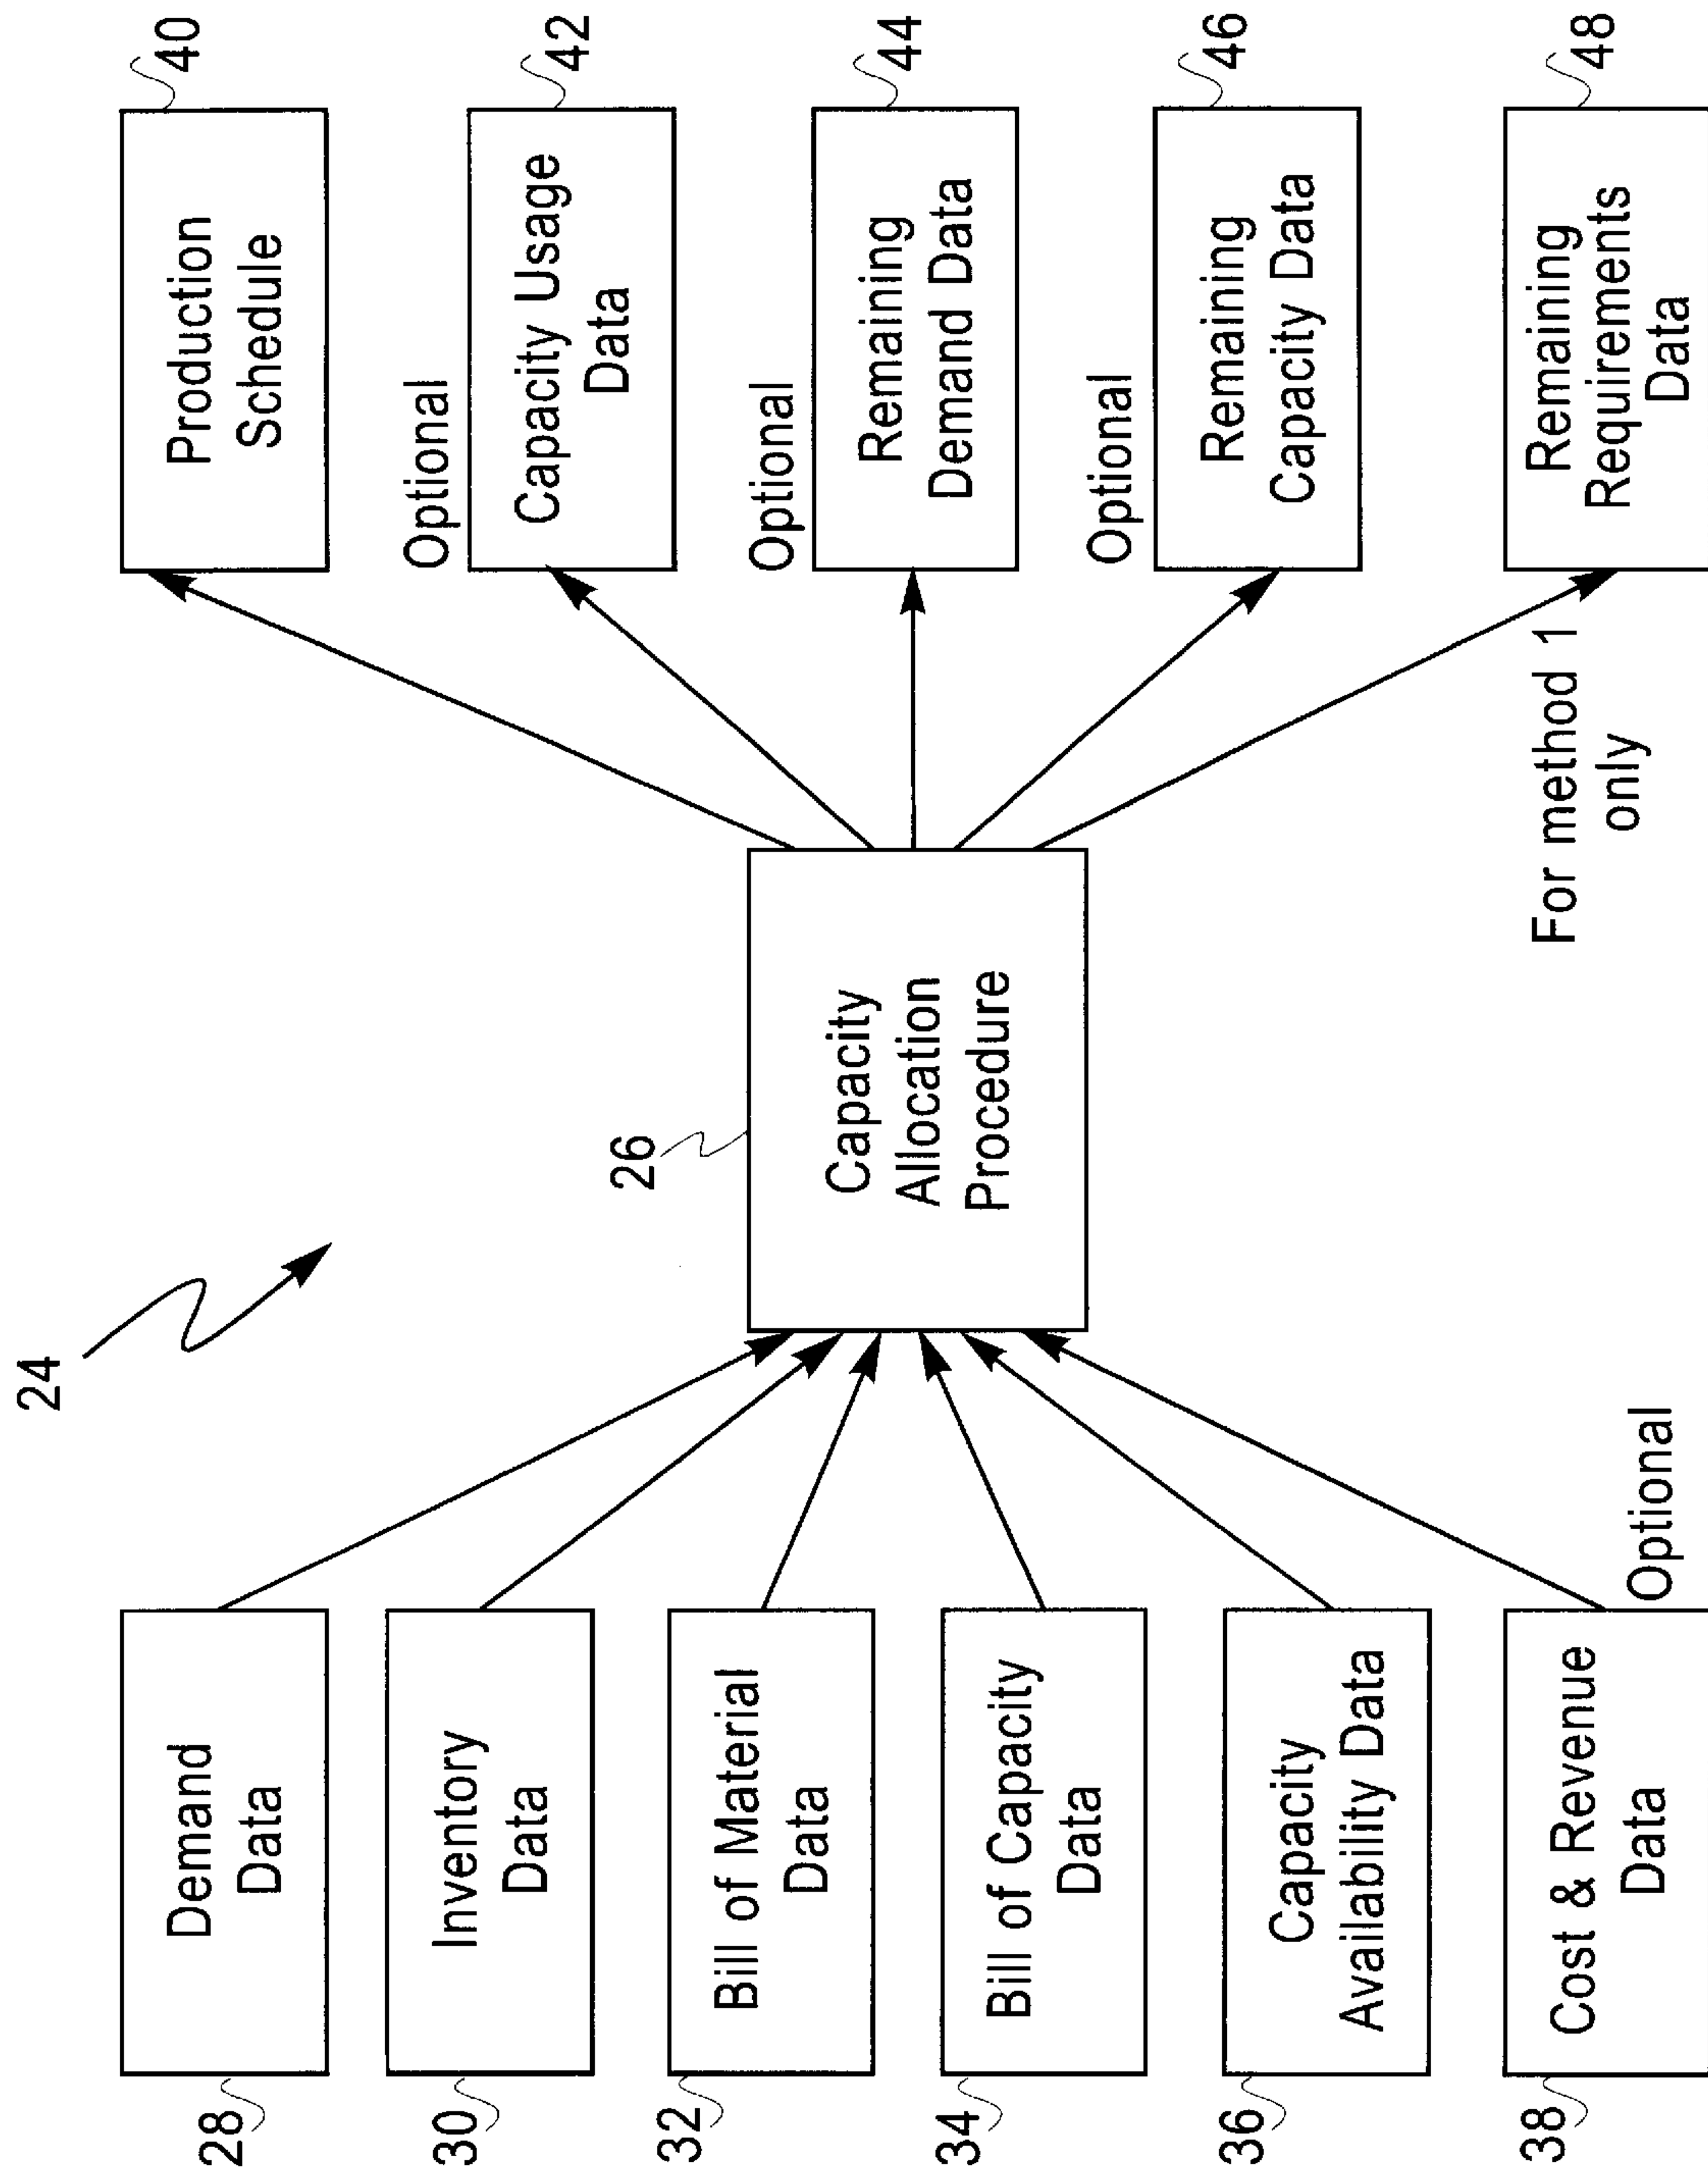 24
28
Demand
Data
30
Inventory
Data
32
Bill of Material
Data
34
Bill of Capacity
Data
36
Capacity
Availability Data
38
Cost & Revenue
Data
Optional
26
Capacity
Allocation
Procedure
40
Production
Schedule
Optional
42
Capacity Usage
Data
Optional
44
Remaining
Demand Data
Optional
46
Remaining
Capacity Data
48
Remaining
Requirements
Data
For method 1
only